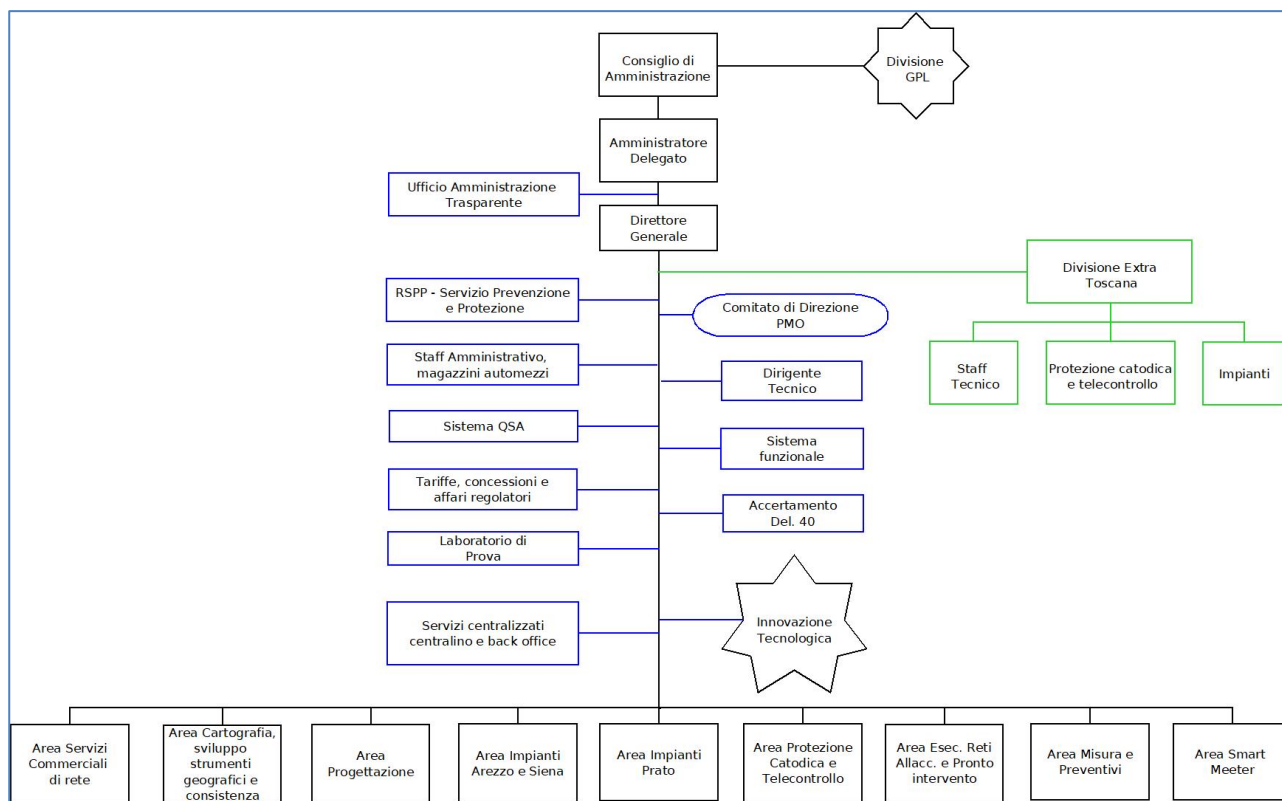 Consiglio di
Amministrazione
Divisione
GPL
Amministratore
Delegato
Ufficio Amministrazione
Trasparente
Direttore
Generale
Divisione Extra
Toscana
RSPP - Servizio Prevenzione
e Protezione
Comitato di Direzione
PMO
Staff Amministrativo,
magazzini automezzi
Dirigente
Tecnico
Staff
Tecnico
Protezione catodica
e telecontrollo
Impianti
Sistema QSA
Sistema
funzionale
Tariffe, concessioni e
affari regolatori
Accertamento
Del. 40
Laboratorio di
Prova
Servizi centralizzati
centralino e back office
Innovazione
Tecnologica
Area Servizi
Commerciali
di rete
Area Cartografia,
sviluppo
strumenti
geografici e
consistenza
Area
Progettazione
Area Impianti
Arezzo e Siena
Area Impianti
Prato
Area Protezione
Catodica e
Telecontrollo
Area Esec. Reti
Allacc. e Pronto
intervento
Area Misura e
Preventivi
Area Smart
Meeter